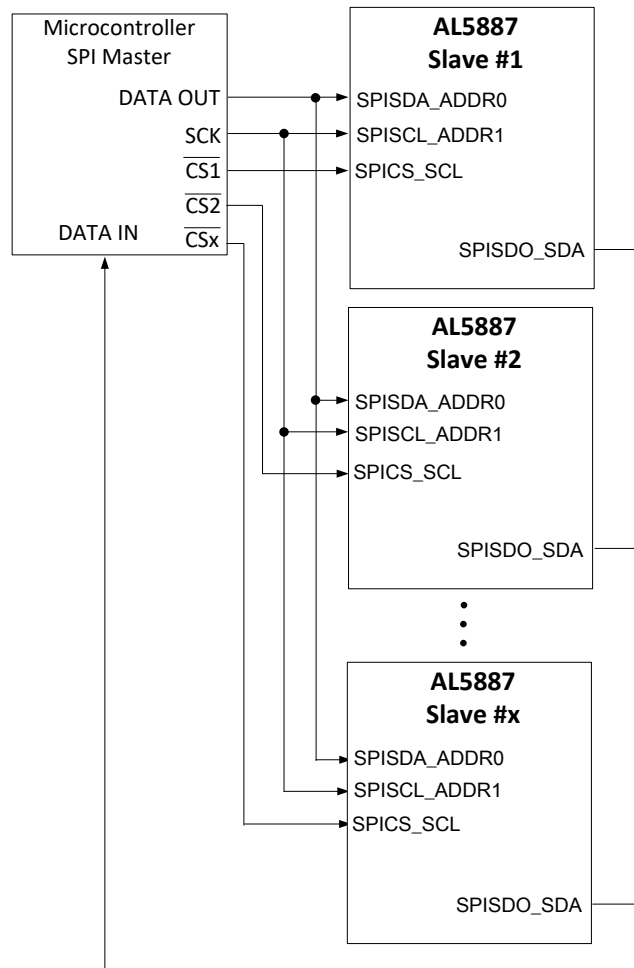 Microcontroller
SPI Master
DATA OUT
SCK
CS1
CS2
DATA IN
CSx
AL5887
Slave #1
SPISDA_ADDR0
SPISCL_ADDR1
SPICS_SCL
SPISDO_SDA
AL5887
Slave #2
SPISDA_ADDR0
SPISCL_ADDR1
SPICS_SCL
SPISDO_SDA
AL5887
Slave #x
SPISDA_ADDR0
SPISCL_ADDR1
SPICS_SCL
SPISDO_SDA